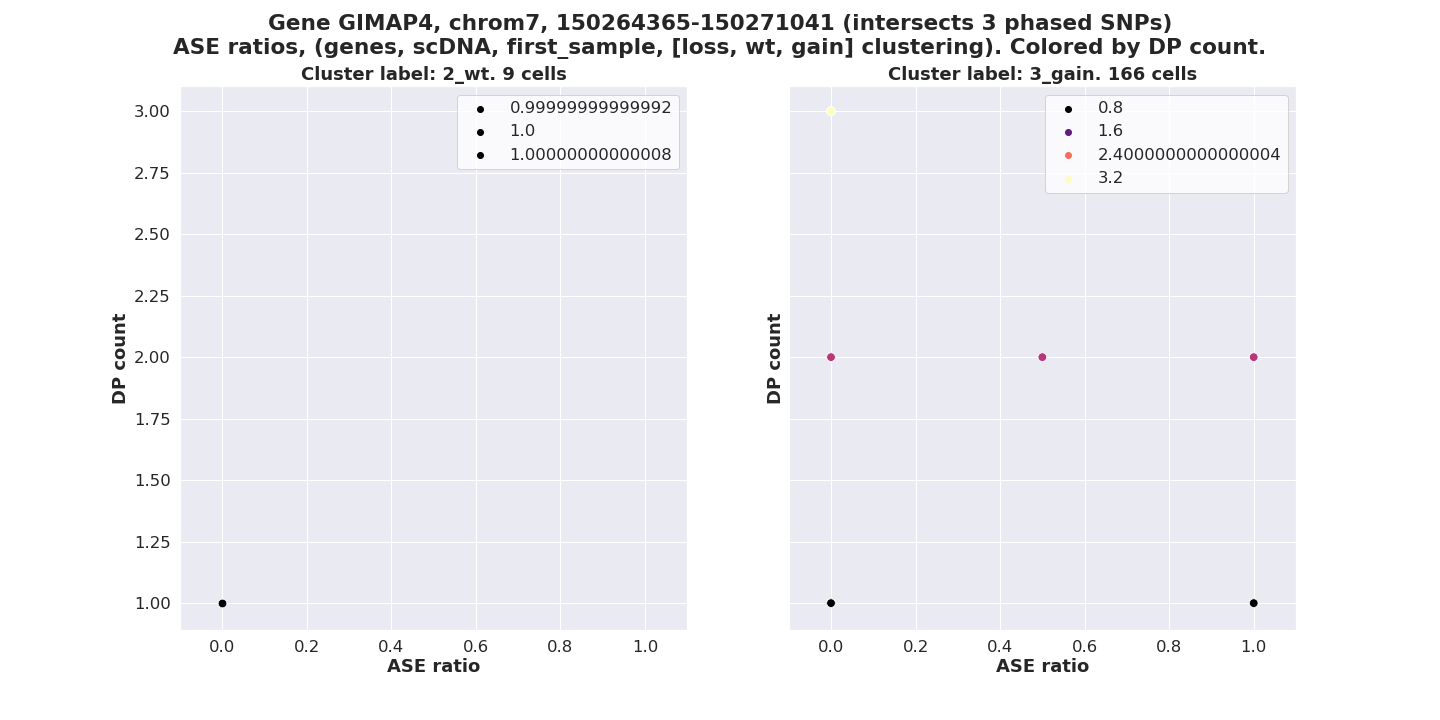 Gene GIMAP4, chrom7, 150264365-150271041 (intersects 3 phased SNPs)
ASE ratios, (genes, scDNA, first_sample, [loss, wt, gain] clustering). Colored by DP count.
Cluster label: 2_wt. 9 cells
0.99999999999992
1.0
1.00000000000008
3.00
2.75
2.50
2.25
2.00
1.75
1.50
1.25
1.00
DP count
0.0 0.2 0.4 0.6 0.8 1.0
ASE ratio
Cluster label: 3_gain. 166 cells
0.8
1.6
2.4000000000000004
3.2
DP count
0.0 0.2 0.4 0.6 0.8 1.0
ASE ratio